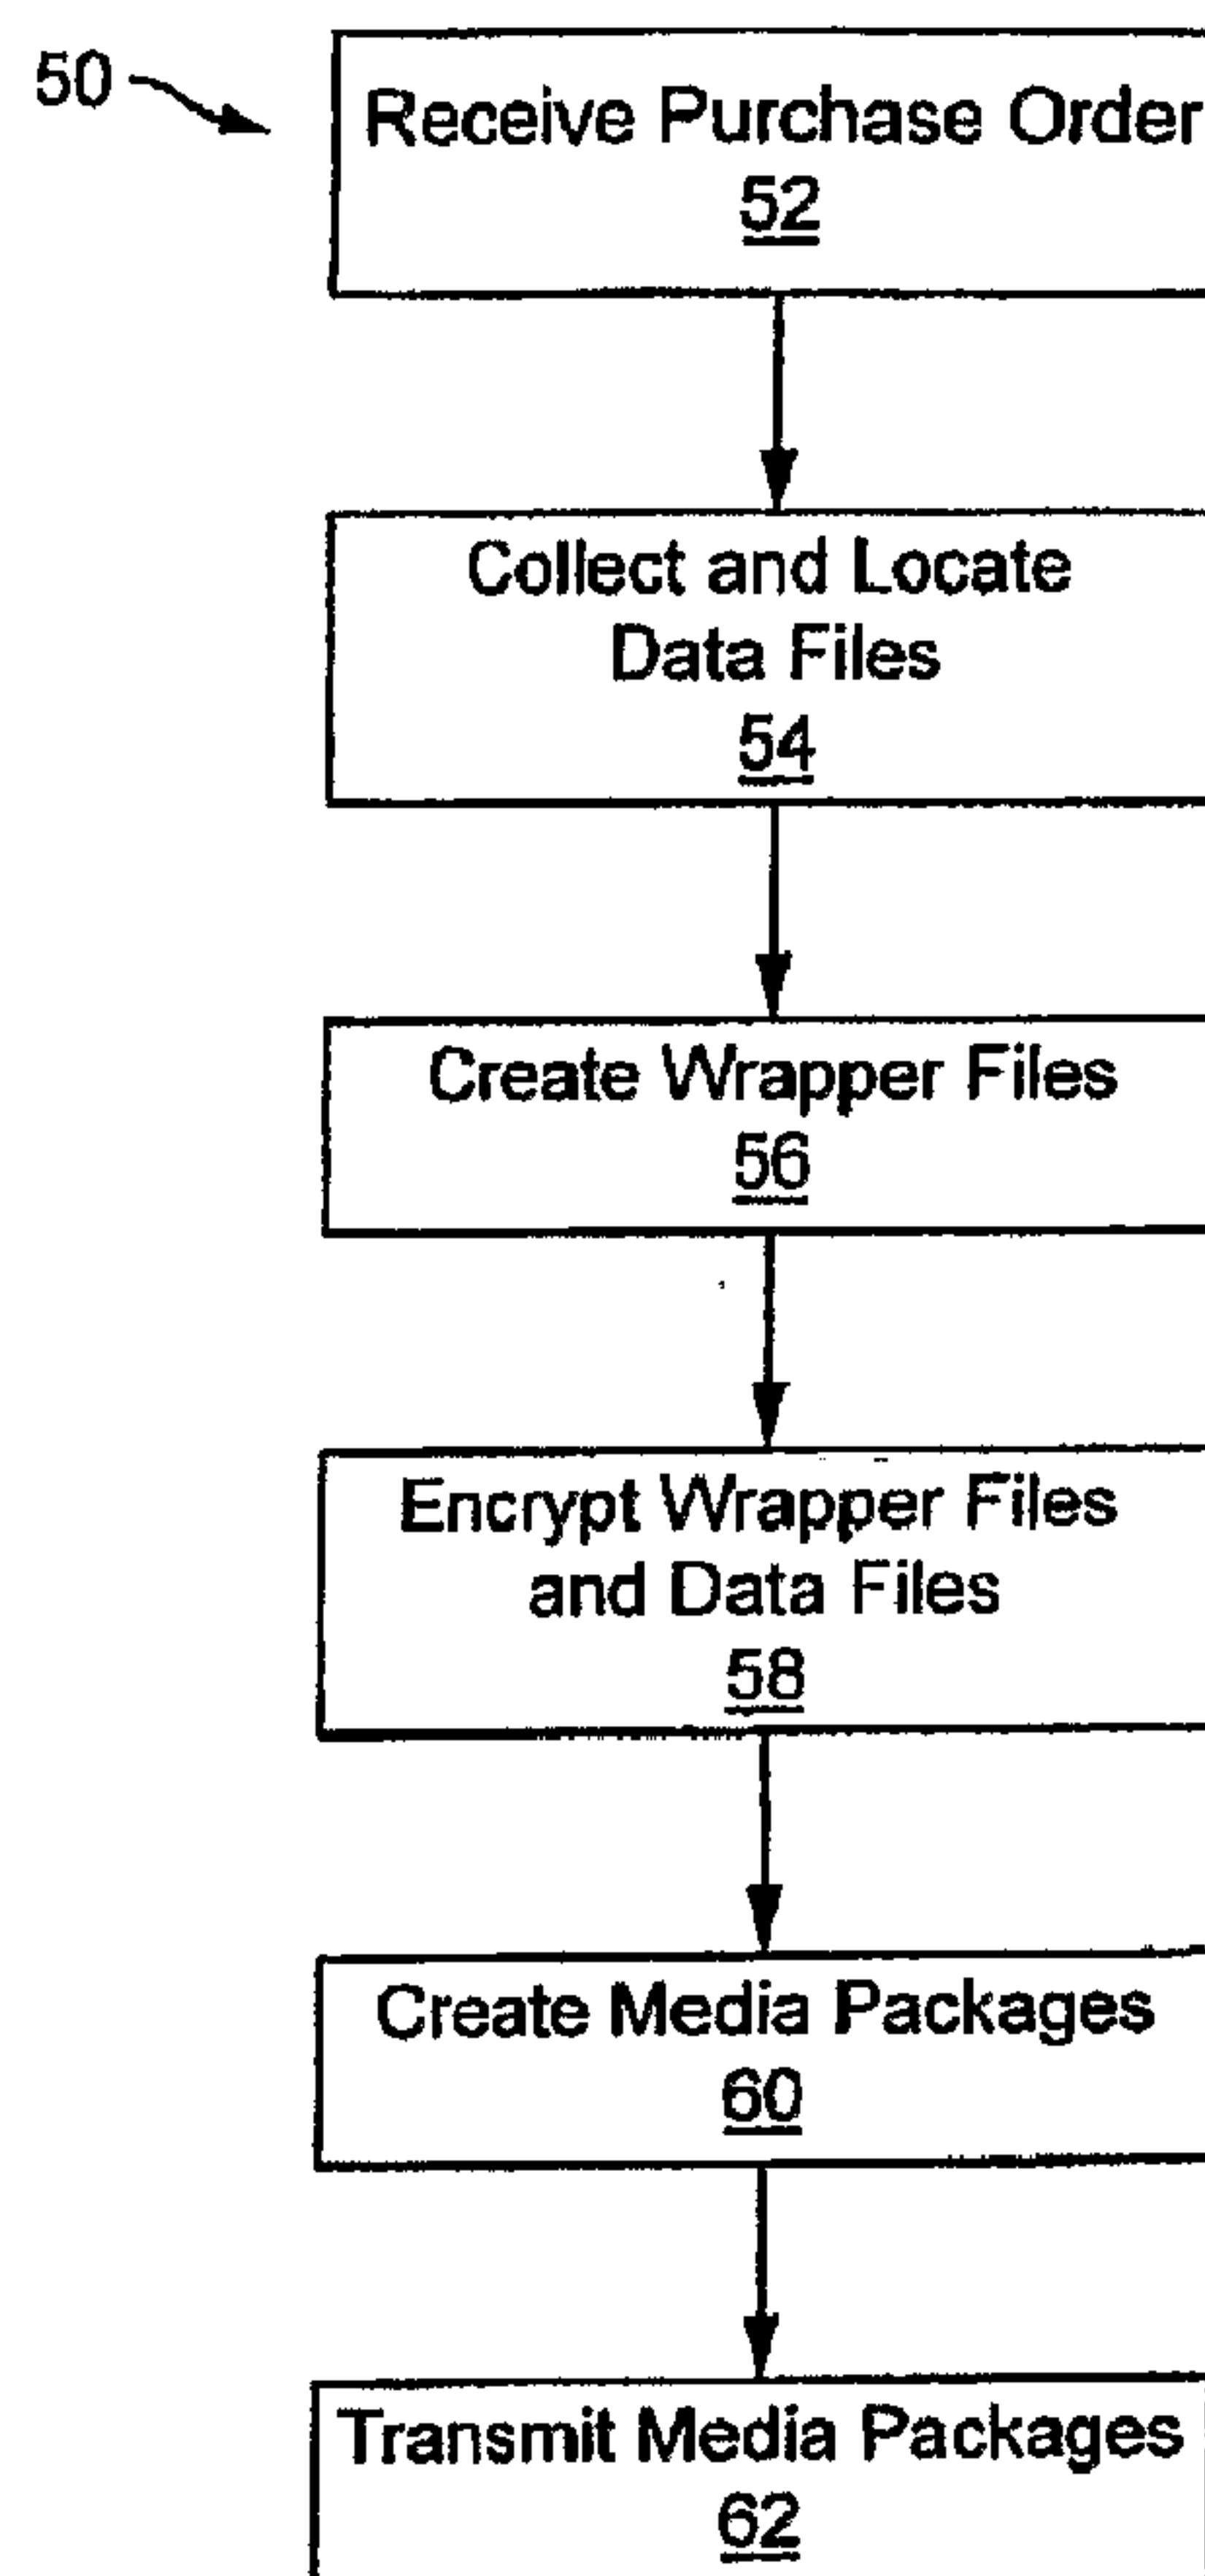 50
Receive Purchase Order
52
Collect and Locate
Data Files
54
Create Wrapper Files
56
Encrypt Wrapper Files
and Data Files
58
Create Media Packages
60
Transmit Media Packages
62